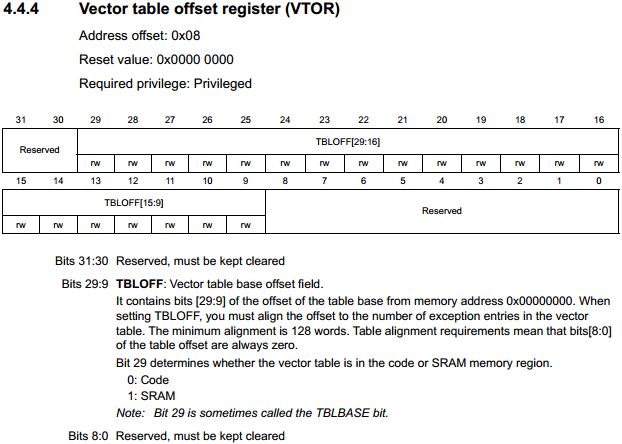 4.4.4 Vector table offset register (VTOR)
Address offset: 0x08
Reset value: 0x0000 0000
Required privilege: Privileged
31 30 29 28 27 26 25 24 23 22 21 20 19 18 17 16
Reserved TBLOFF[29:16]
rw rw rw rw rw rw rw rw rw rw rw rw rw rw
15 14 13 12 11 10 9 8 7 6 5 4 3 2 1 0
TBLOFF[15:9] Reserved
rw rw rw rw rw rw rw
Bits 31:30 Reserved, must be kept cleared
Bits 29:9 TBLOFF: Vector table base offset field.
It contains bits [29:9] of the offset of the table base from memory address 0x00000000. When
setting TBLOFF, you must align the offset to the number of exception entries in the vector
table. The minimum alignment is 128 words. Table alignment requirements mean that bits[8:0]
of the table offset are always zero.
Bit 29 determines whether the vector table is in the code or SRAM memory region.
0: Code
1: SRAM
Note: Bit 29 is sometimes called the TBLBASE bit.
Bits 8:0 Reserved, must be kept cleared